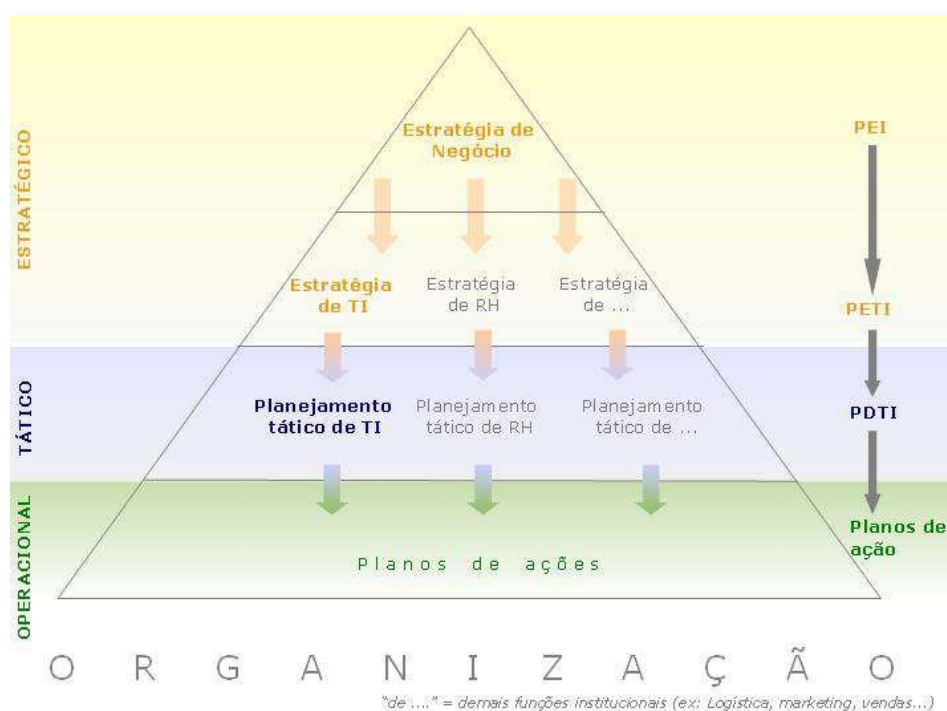 ESTRATÉGICO
Estratégia de
Negócio
PEI
Estratégia
de TI
Estratégia
de RH
Estratégia
de ...
PETI
TÁTICO
Planejamento
tático de TI
Planejamento
tático de RH
Planejamento
tático de ...
PDTI
OPERACIONAL
Planos de ações
Planos de
ação
ORGANIZAÇÃO
"de ...." = demais funções institucionais (ex: Logística, marketing, vendas...)